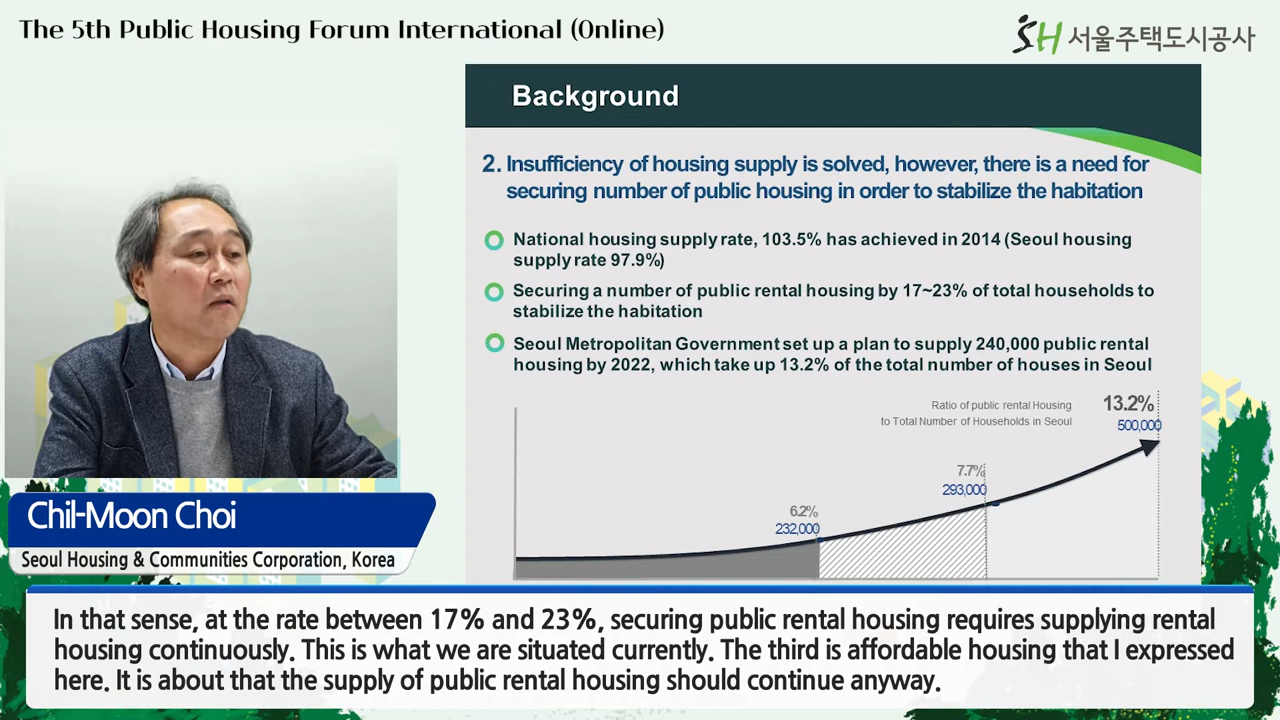 The 5th Public Housing Forum International (Online)
SH 서울주택도시공사
Background
2. Insufficiency of housing supply is solved, however, there is a need for
securing number of public housing in order to stabilize the habitation
National housing supply rate, 103.5% has achieved in 2014 (Seoul housing
supply rate 97.9%)
Securing a number of public rental housing by 17~23% of total households to
stabilize the habitation
Seoul Metropolitan Government set up a plan to supply 240,000 public rental
housing by 2022, which take up 13.2% of the total number of houses in Seoul
Ratio of public rental Housing
to Total Number of Households in Seoul
13.2%
500,000
7.7%
293,000
6.2%
232,000
Chil-Moon Choi
Seoul Housing & Communities Corporation, Korea
In that sense, at the rate between 17% and 23%, securing public rental housing requires supplying rental
housing continuously. This is what we are situated currently. The third is affordable housing that I expressed
here. It is about that the supply of public rental housing should continue anyway.